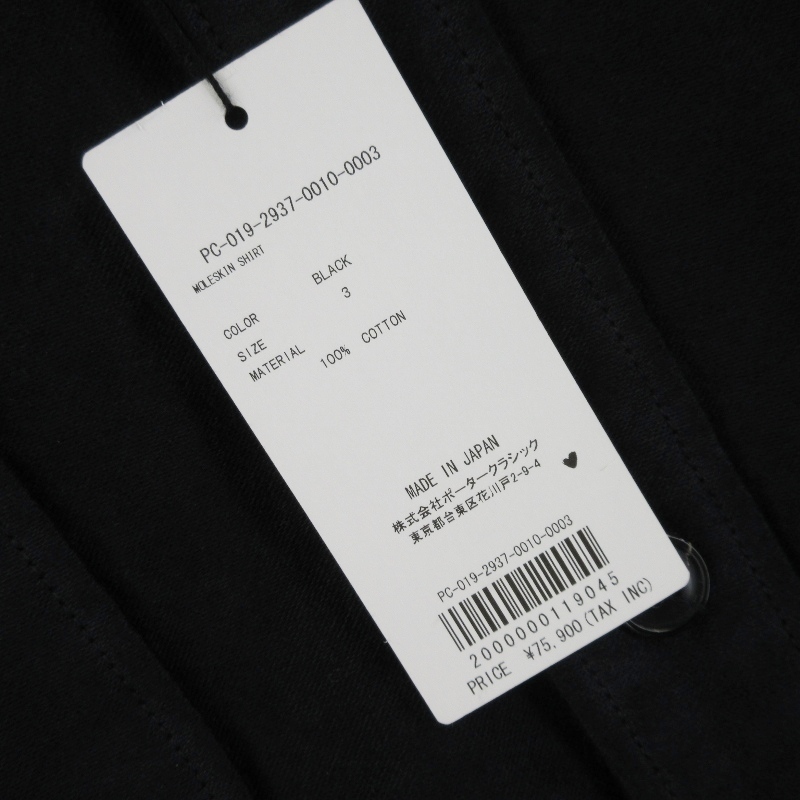 PC-019-2937-0010-0003
MOLESKIN SHIRT
COLOR BLACK
SIZE 3
MATERIAL 100% COTTON
MADE IN JAPAN
株式会社ポータークラシック
東京都台東区花川戸2-9-4
PC-019-2937-0010-0003
2000000119045
PRICE ¥75,900(TAX INC)